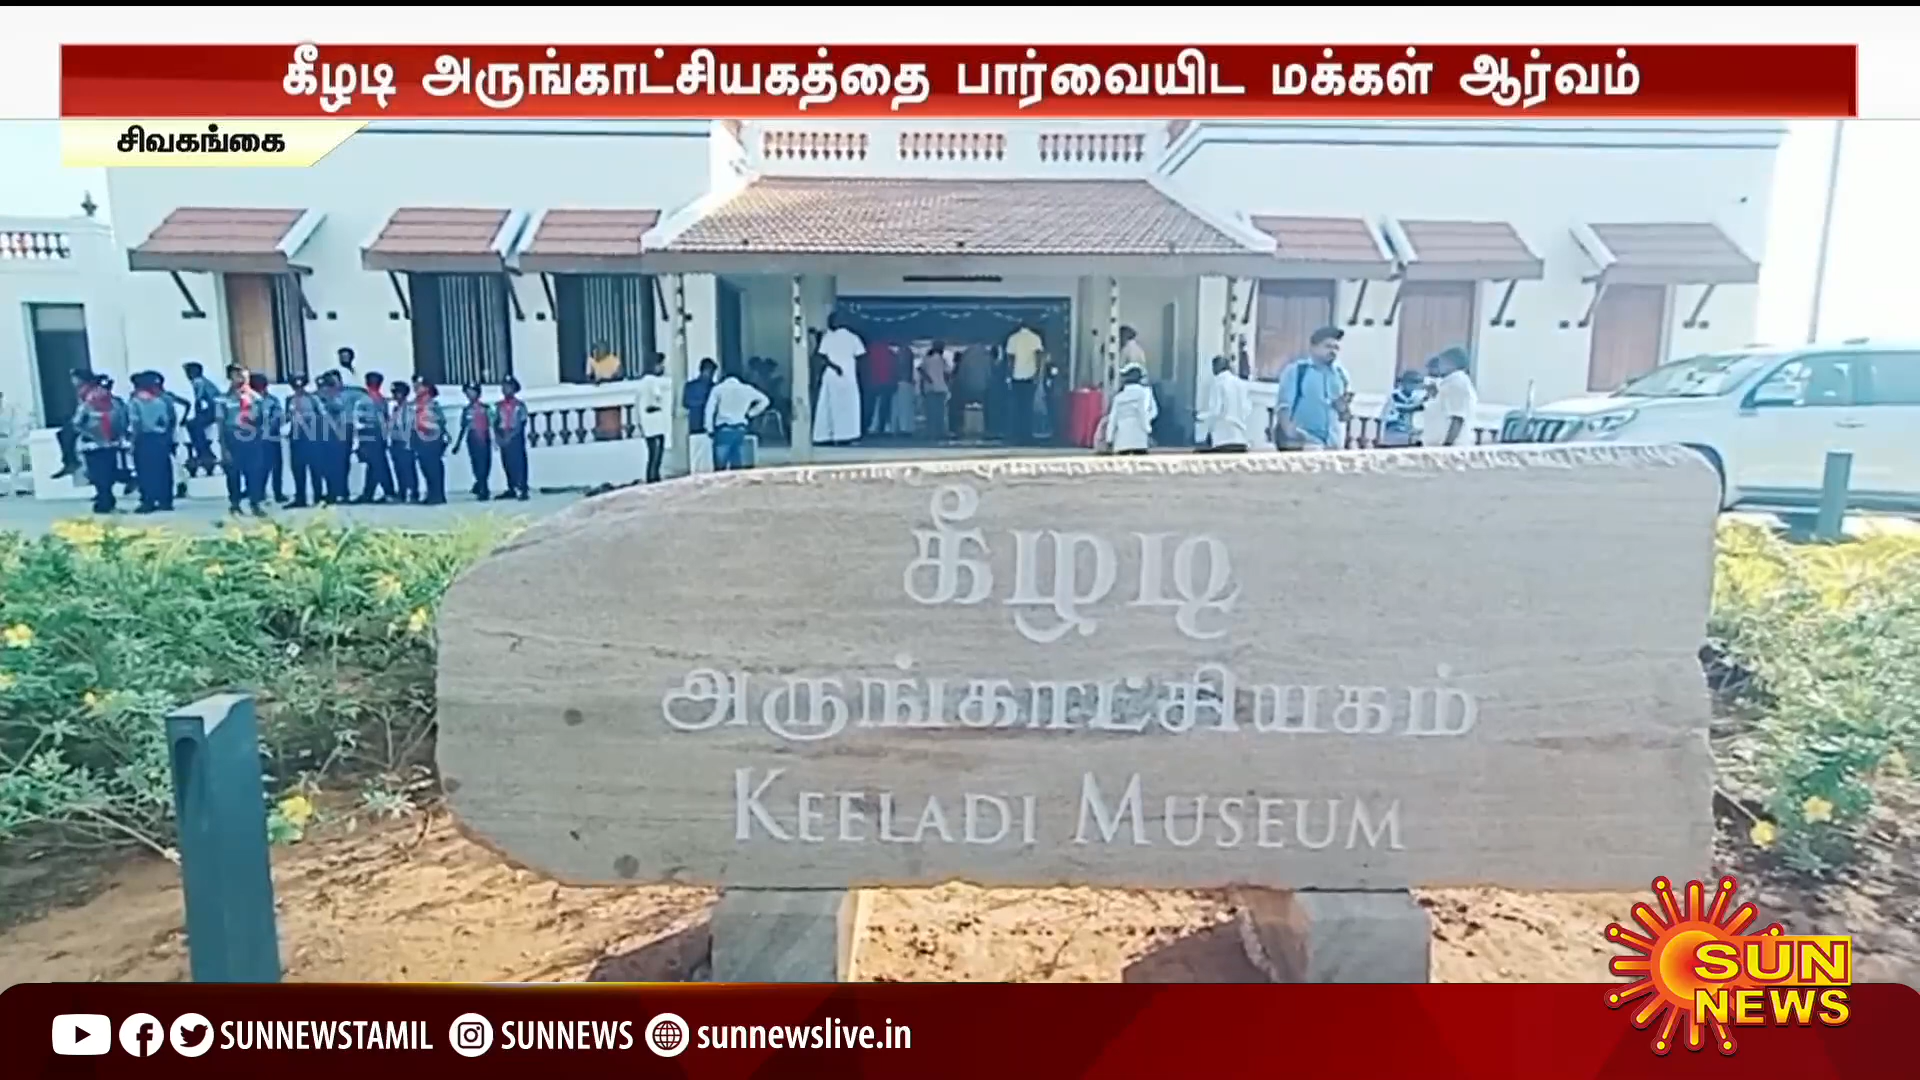 கீழடி அருங்காட்சியகத்தை பார்வையிட மக்கள் ஆர்வம்
சிவகங்கை
SUNNEWS
கீழடி
அருங்காட்சியகம்
KEELADI MUSEUM
SUN
NEWS
SUNNEWSTAMIL SUNNEWS sunnewslive.in